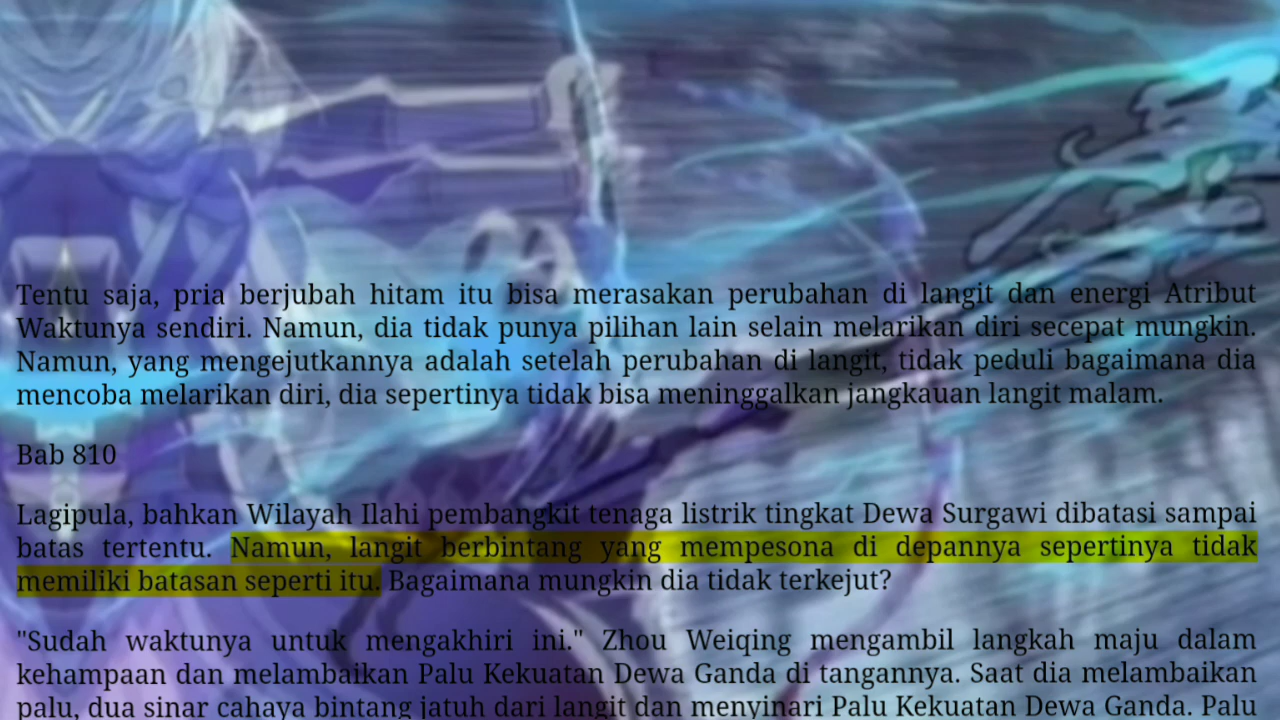 Tentu saja, pria berjubah hitam itu bisa merasakan perubahan di langit dan energi Atribut
Waktunya sendiri. Namun, dia tidak punya pilihan lain selain melarikan diri secepat mungkin.
Namun, yang mengejutkannya adalah setelah perubahan di langit, tidak peduli bagaimana dia
mencoba melarikan diri, dia sepertinya tidak bisa meninggalkan jangkauan langit malam.
Bab 810
Lagipula, bahkan Wilayah Ilahi pembangkit tenaga listrik tingkat Dewa Surgawi dibatasi sampai
batas tertentu. Namun, langit berbintang yang mempesona di depannya sepertinya tidak
memiliki batasan seperti itu. Bagaimana mungkin dia tidak terkejut?
"Sudah waktunya untuk mengakhiri ini." Zhou Weiqing mengambil langkah maju dalam
kehampaan dan melambaikan Palu Kekuatan Dewa Ganda di tangannya. Saat dia melambaikan
palu, dua sinar cahaya bintang jatuh dari langit dan menyinari Palu Kekuatan Dewa Ganda. Palu